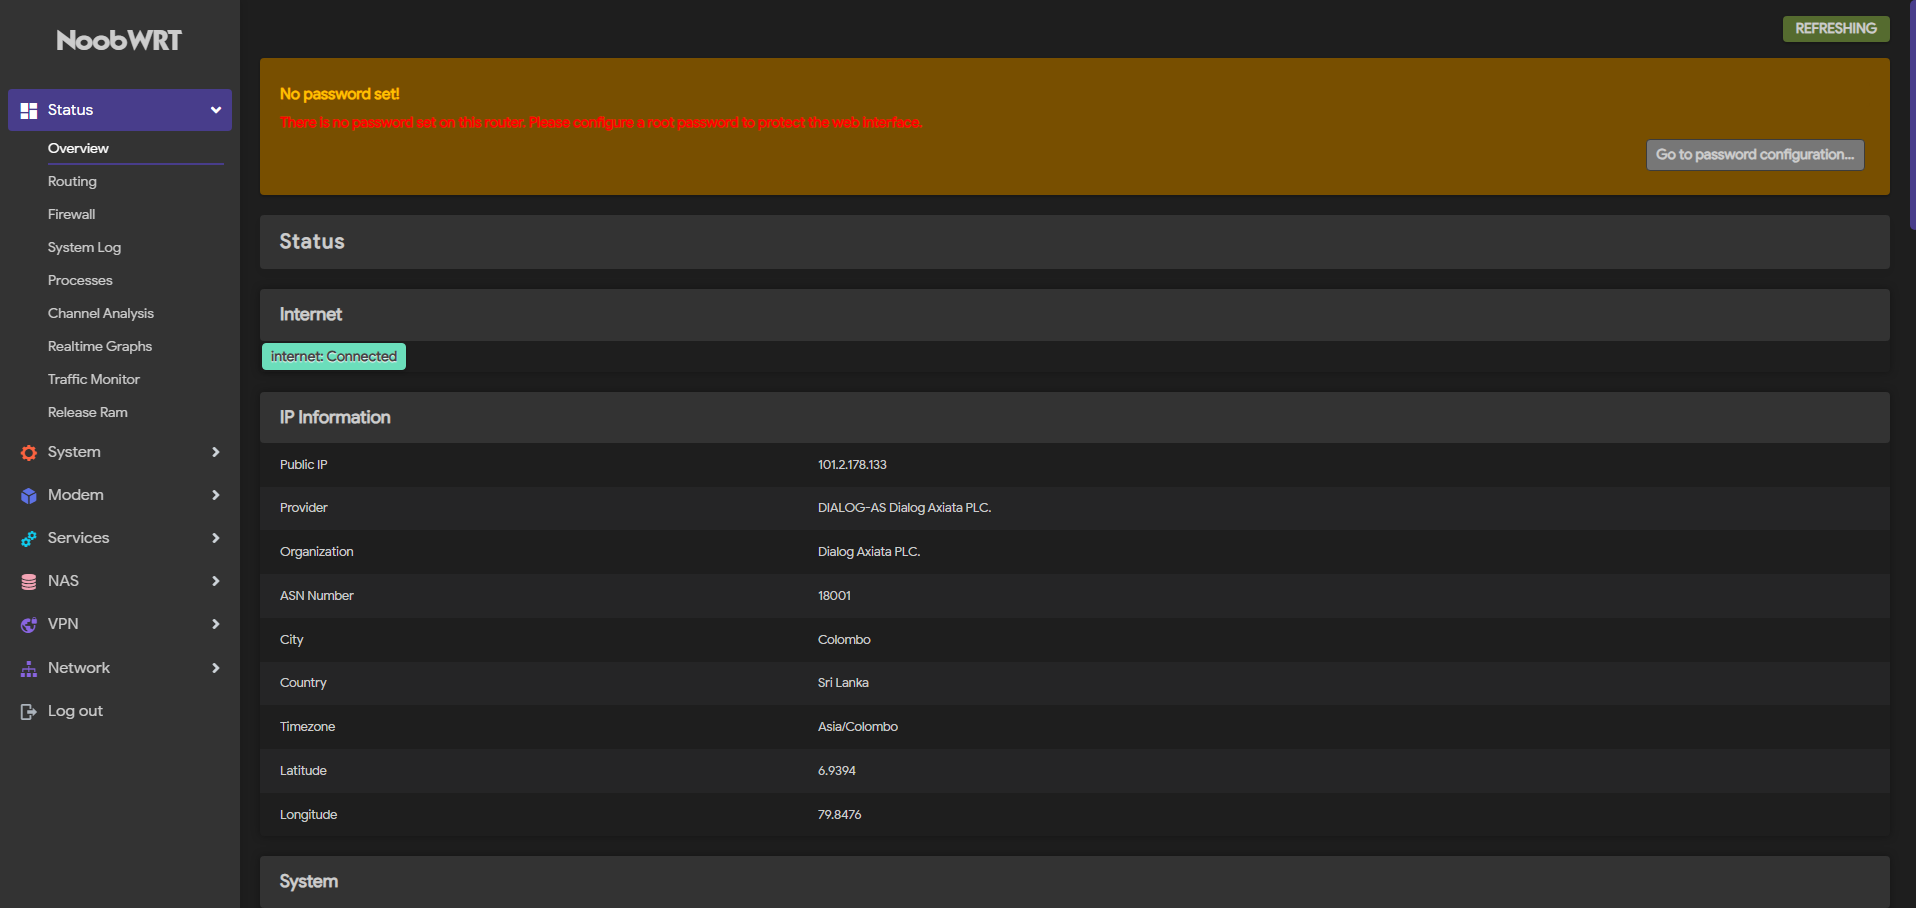 NoobWRT
Status
Overview
Routing
Firewall
System Log
Processes
Channel Analysis
Realtime Graphs
Traffic Monitor
Release Ram
System
Modem
Services
NAS
VPN
Network
Log out
REFRESHING
No password set!
There is no password set on this router. Please configure a root password to protect the web interface.
Go to password configuration...
Status
Internet
internet: Connected
IP Information
Public IP 101.2.178.133
Provider DIALOG-AS Dialog Axiata PLC.
Organization Dialog Axiata PLC.
ASN Number 18001
City Colombo
Country Sri Lanka
Timezone Asia/Colombo
Latitude 6.9394
Longitude 79.8476
System